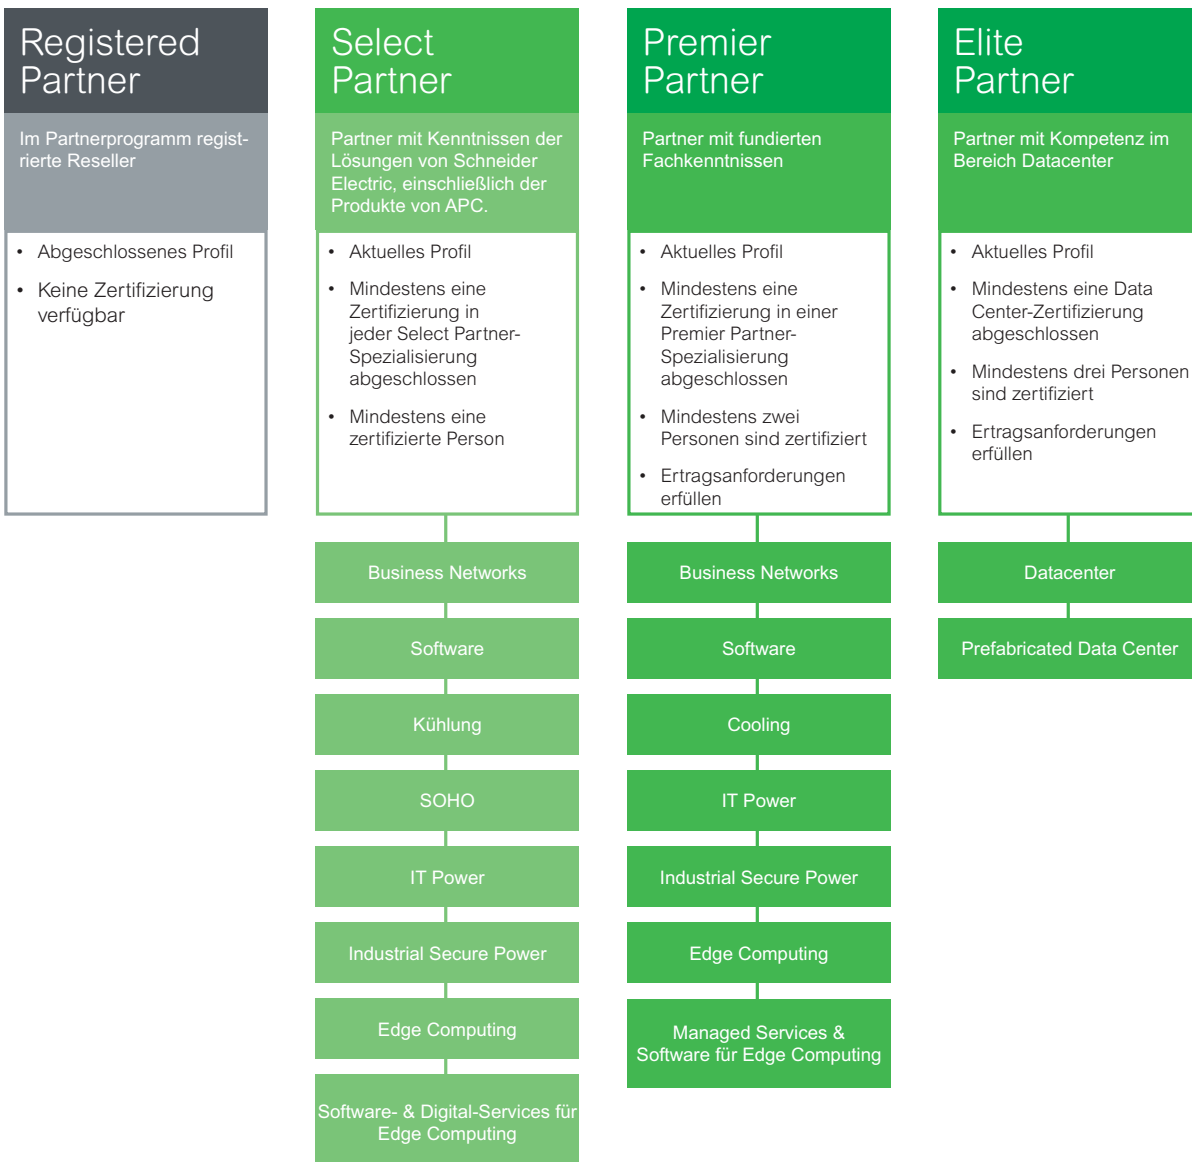 Registered
Partner
Im Partnerprogramm regist-
rierte Reseller
• Abgeschlossenes Profil
• Keine Zertifizierung
verfügbar
Select
Partner
Partner mit Kenntnissen der
Lösungen von Schneider
Electric, einschließlich der
Produkte von APC.
• Aktuelles Profil
• Mindestens eine
Zertifizierung in
jeder Select Partner-
Spezialisierung
abgeschlossen
• Mindestens eine
zertifizierte Person
Business Networks
Software
Kühlung
SOHO
IT Power
Industrial Secure Power
Edge Computing
Software- & Digital-Services für
Edge Computing
Premier
Partner
Partner mit fundierten
Fachkenntnissen
• Aktuelles Profil
• Mindestens eine
Zertifizierung in einer
Premier Partner-
Spezialisierung
abgeschlossen
• Mindestens zwei
Personen sind zertifiziert
• Ertragsanforderungen
erfüllen
Business Networks
Software
Cooling
IT Power
Industrial Secure Power
Edge Computing
Managed Services &
Software für Edge Computing
Elite
Partner
Partner mit Kompetenz im
Bereich Datacenter
• Aktuelles Profil
• Mindestens eine Data
Center-Zertifizierung
abgeschlossen
• Mindestens drei Personen
sind zertifiziert
• Ertragsanforderungen
erfüllen
Datacenter
Prefabricated Data Center